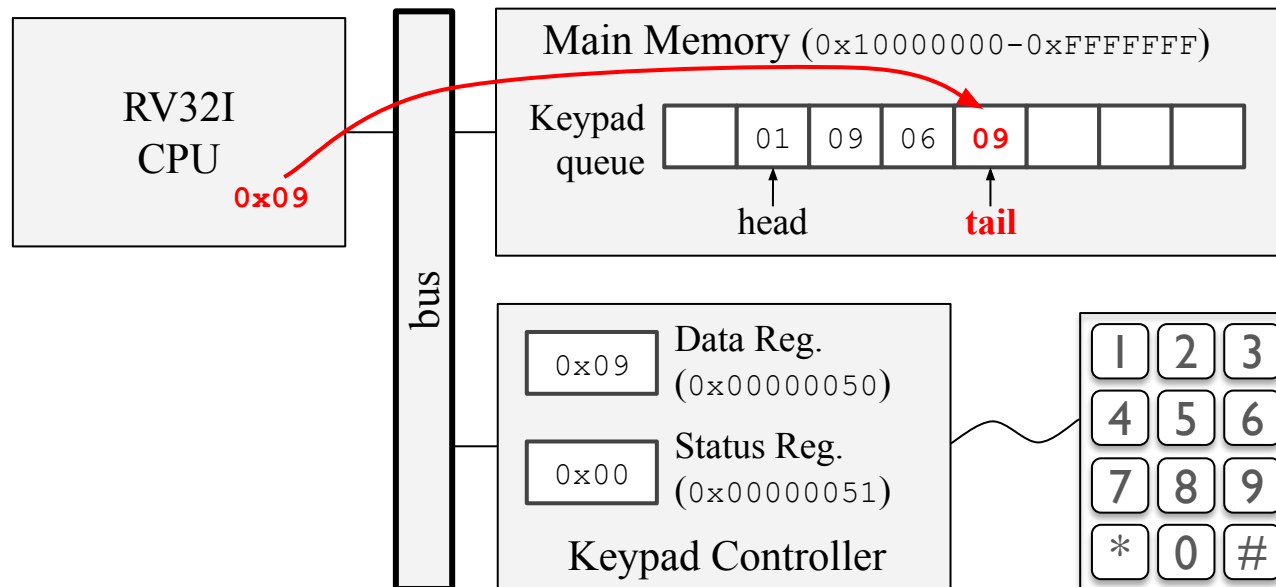 RV32I
CPU
0x09
bus
Main Memory (0x10000000-0xFFFFFFF)
Keypad
queue
01 09 06 09
head
tail
0x09
Data Reg.
(0x00000050)
0x00
Status Reg.
(0x00000051)
Keypad Controller
1 2 3
4 5 6
7 8 9
* 0 #